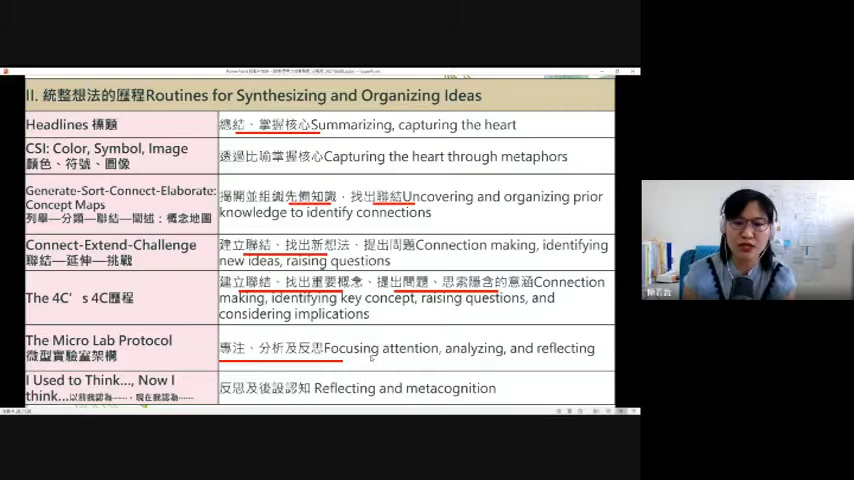 II. 統整想法的歷程Routines for Synthesizing and Organizing Ideas
Headlines 標題
總結、掌握核心Summarizing, capturing the heart
CSI: Color, Symbol, Image
顏色、符號、圖像
透過比喻掌握核心Capturing the heart through metaphors
Generate-Sort-Connect-Elaborate:
Concept Maps
列舉—分類—聯結—闡述：概念地圖
揭開並組織先備知識，找出聯結Uncovering and organizing prior
knowledge to identify connections
Connect-Extend-Challenge
聯結—延伸—挑戰
建立聯結、找出新想法、提出問題Connection making, identifying
new ideas, raising questions
The 4C's 4C歷程
建立聯結、找出重要概念、提出問題、思索隱含的意涵Connection
making, identifying key concept, raising questions, and
considering implications
The Micro Lab Protocol
微型實驗室架構
專注、分析及反思Focusing attention, analyzing, and reflecting
I Used to Think..., Now I
think...以前我認為......，現在我認為......
反思及後設認知 Reflecting and metacognition